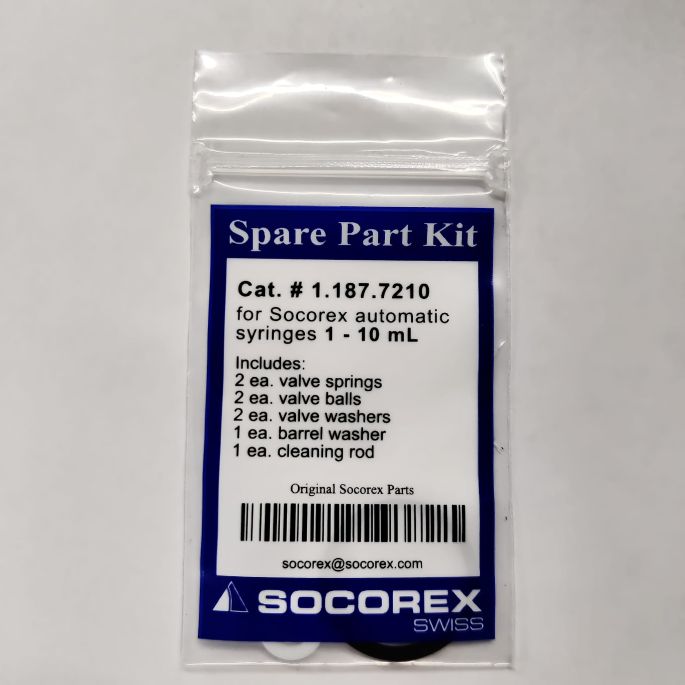 Spare Part Kit
Cat. # 1.187.7210
for Socorex automatic
syringes 1 - 10 mL
Includes:
2 ea. valve springs
2 ea. valve balls
2 ea. valve washers
1 ea. barrel washer
1 ea. cleaning rod
Original Socorex Parts
socorex@socorex.com
SOCOREX
SWISS